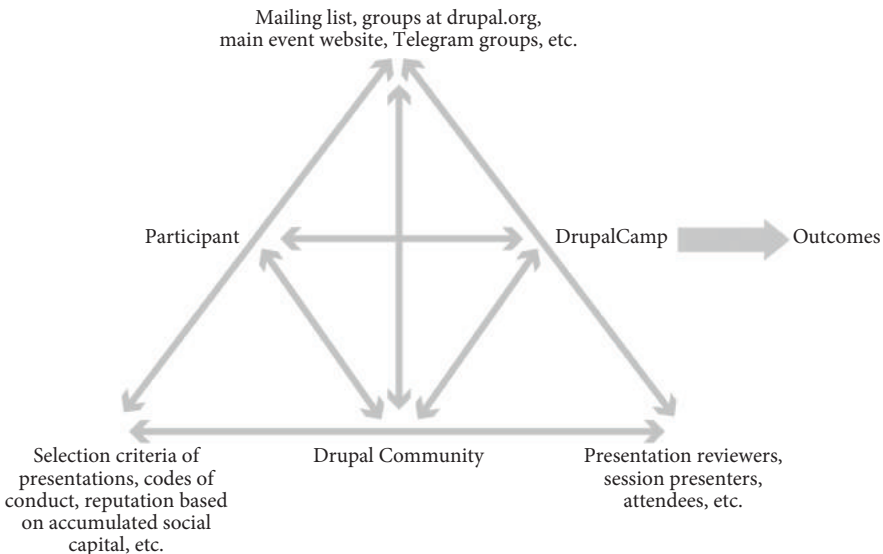 Mailing list, groups at drupal.org,
main event website, Telegram groups, etc.
Participant
DrupalCamp
Outcomes
Selection criteria of
presentations, codes of
conduct, reputation based
on accumulated social
capital, etc.
Drupal Community
Presentation reviewers,
session presenters,
attendees, etc.